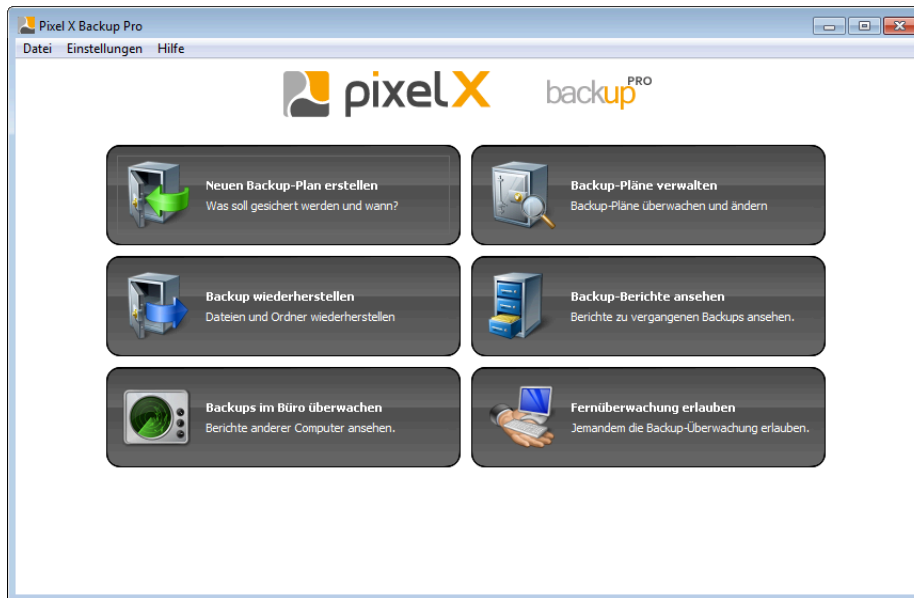 Pixel X Backup Pro
Datei Einstellungen Hilfe
pixelX backup PRO
Neuen Backup-Plan erstellen
Was soll gesichert werden und wann?
Backup-Pläne verwalten
Backup-Pläne überwachen und ändern
Backup wiederherstellen
Dateien und Ordner wiederherstellen
Backup-Berichte ansehen
Berichte zu vergangenen Backups ansehen.
Backups im Büro überwachen
Berichte anderer Computer ansehen.
Fernüberwachung erlauben
Jemandem die Backup-Überwachung erlauben.